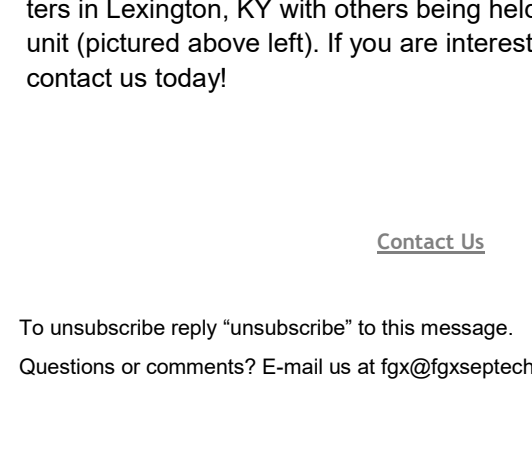 ters in Lexington, KY with others being held
unit (pictured above left). If you are interest
contact us today!
Contact Us
To unsubscribe reply “unsubscribe” to this message.
Questions or comments? E-mail us at fgx@fgxseptech